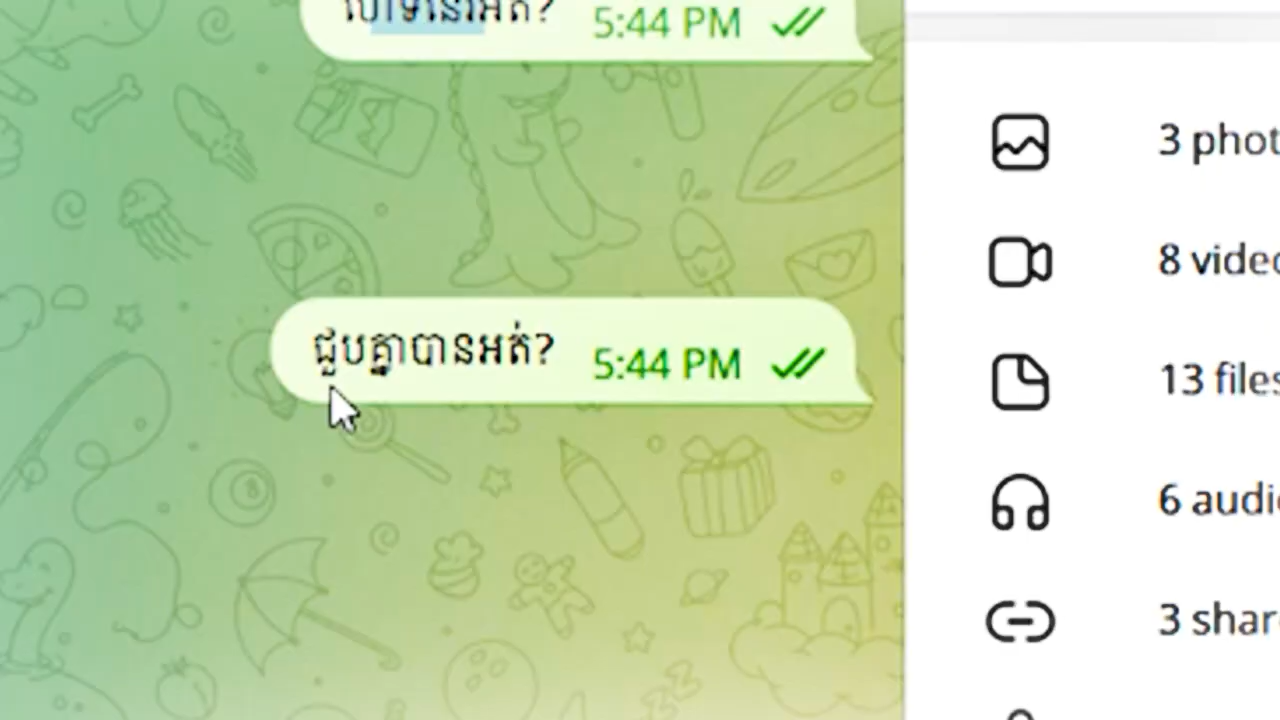 5:44 PM
3 phot
8 video
ជួបគ្នាបានអត់? 5:44 PM
13 files
6 audi
3 shar